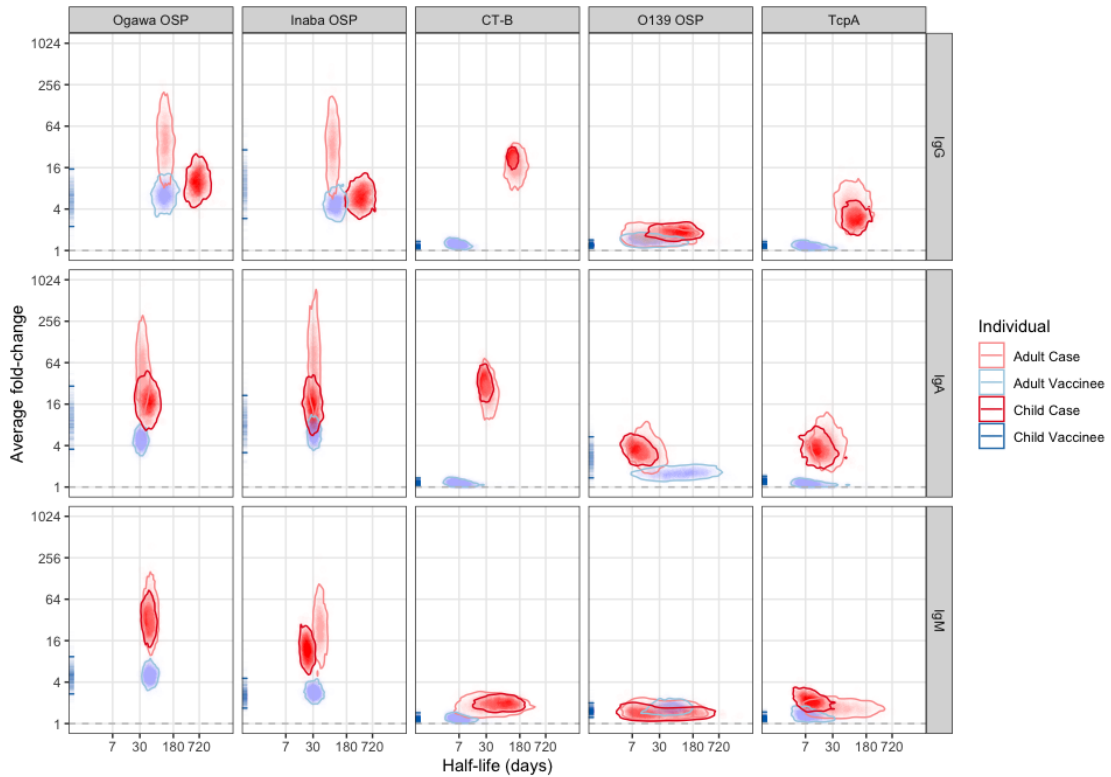 Ogawa OSP Inaba OSP CT-B O139 OSP TcpA
1024
256
64
16
4
1
IgG
1024
256
64
16
4
1
IgA
Average fold-change
1024
256
64
16
4
1
IgM
7 30 180 720 7 30 180 720 7 30 180 720 7 30 180 720 7 30 180 720
Half-life (days)
Individual
Adult Case
Adult Vaccinee
Child Case
Child Vaccinee